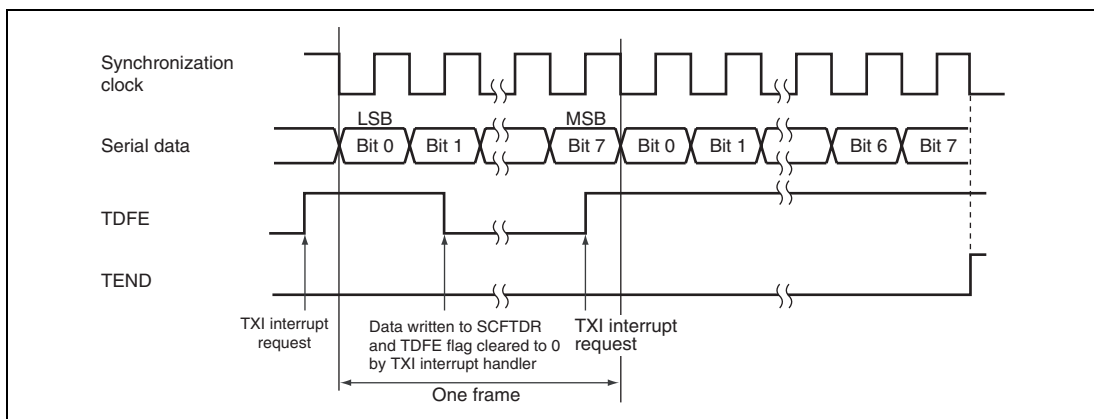 Synchronization
clock
LSB
MSB
Serial data
Bit 0
Bit 1
Bit 7
Bit 0
Bit 1
Bit 6
Bit 7
TDFE
TEND
TXI interrupt
request
Data written to SCFTDR
and TDFE flag cleared to 0
by TXI interrupt handler
TXI interrupt
request
One frame